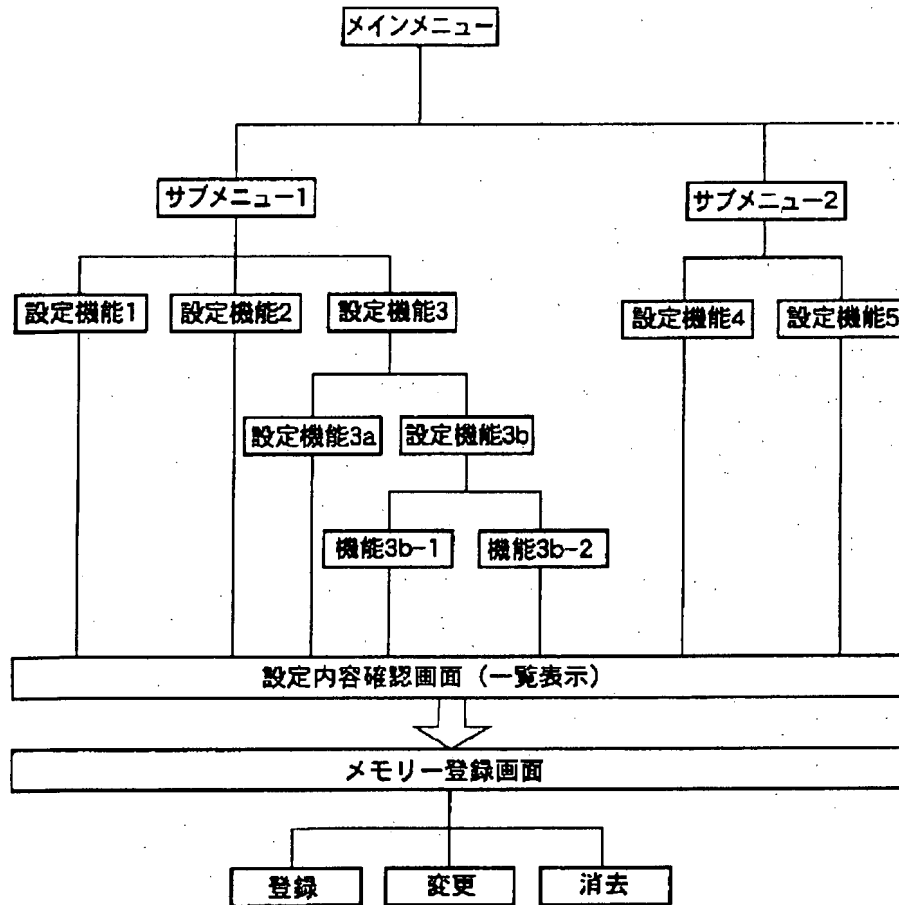 メインメニュー
サブメニュー1
サブメニュー2
設定機能1
設定機能2
設定機能3
設定機能4
設定機能5
設定機能3a
設定機能3b
機能3b-1
機能3b-2
設定内容確認画面（一覧表示）
メモリー登録画面
登録
変更
消去